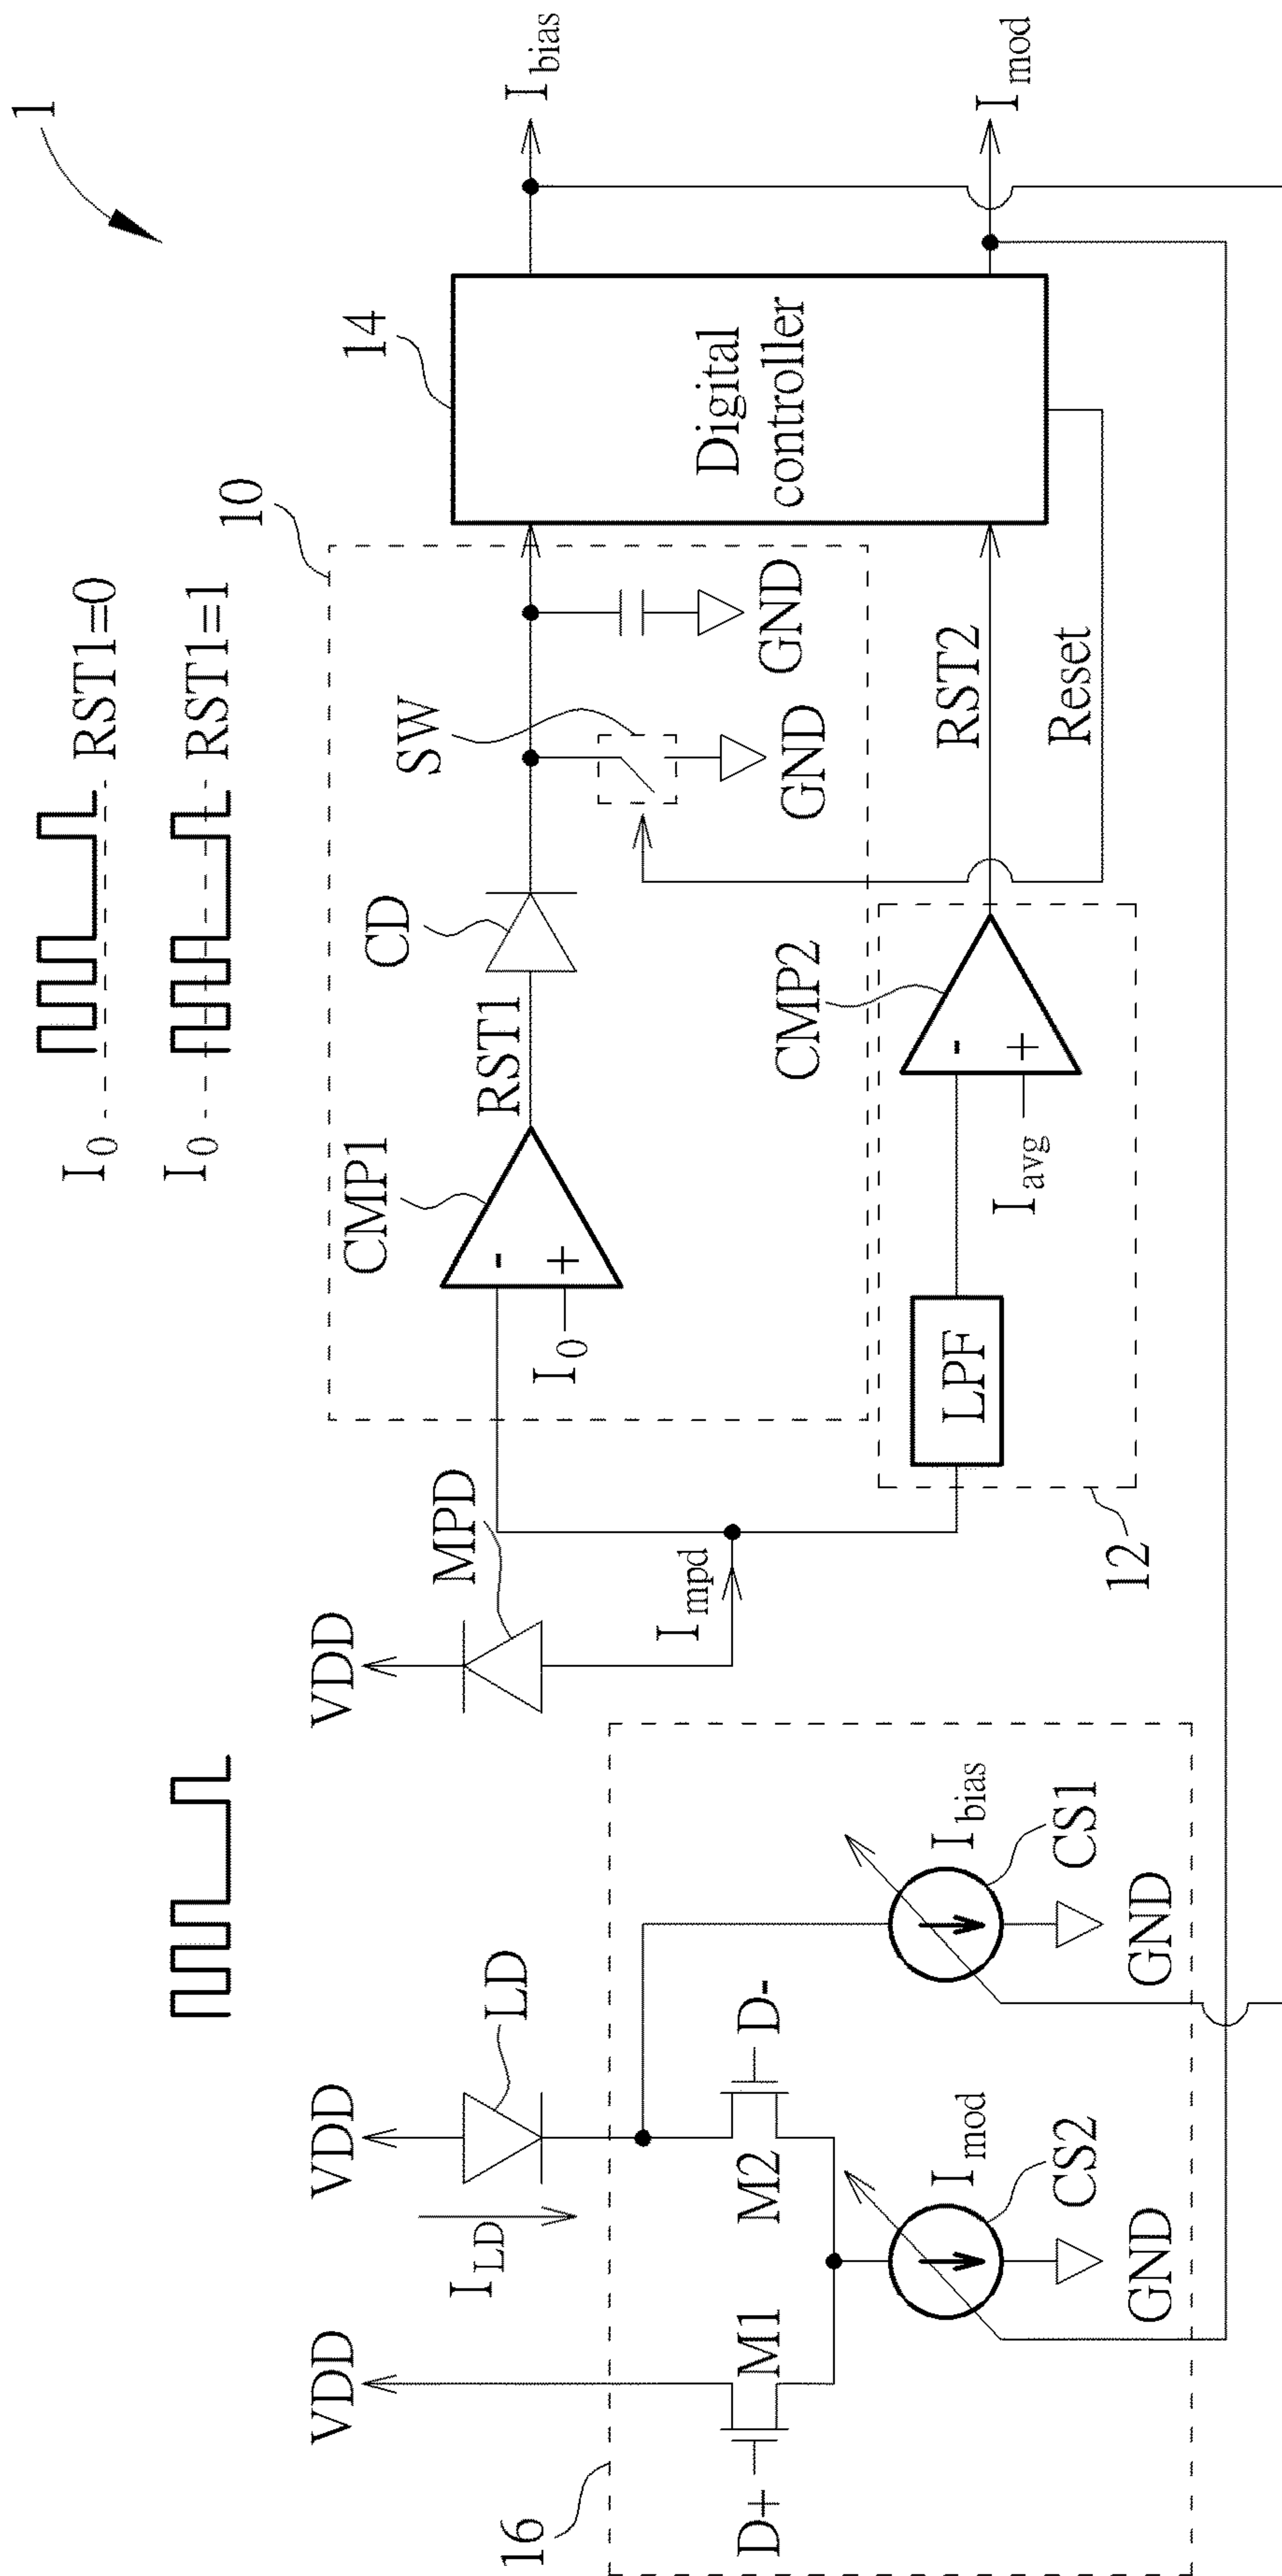 1
I0
RST1=0
I0
RST1=1
10
14
VDD
VDD
VDD
LD
ILD
MPD
Impd
CMP1
-
+
I0
RST1
CD
SW
GND
GND
Digital
controller
Ibias
Imod
16
D+
M1
M2
D-
Imod
CS2
GND
Ibias
CS1
GND
12
LPF
CMP2
-
+
Iavg
RST2
Reset